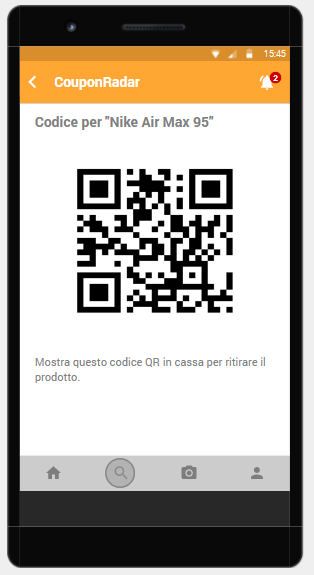 15:45
CouponRadar
2
Codice per "Nike Air Max 95"
Mostra questo codice QR in cassa per ritirare il
prodotto.